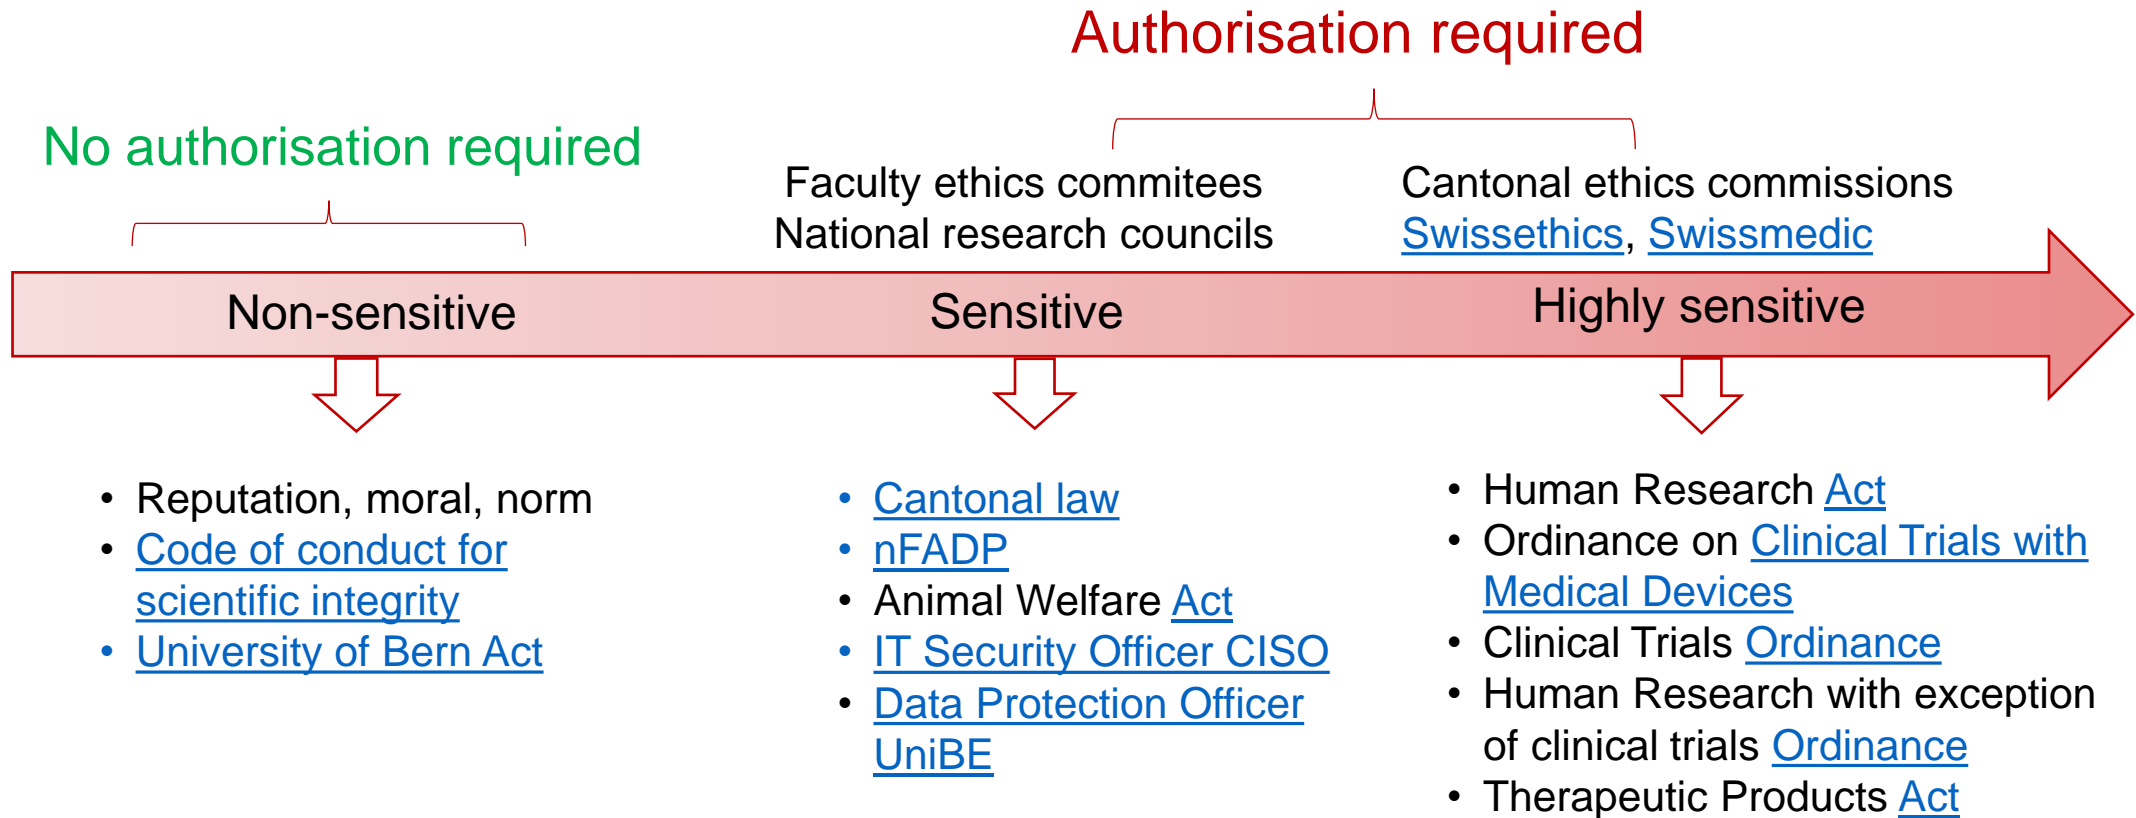 Authorisation required
No authorisation required
Faculty ethics commitees
National research councils
Cantonal ethics commissions
Swissethics, Swissmedic
Non-sensitive
Sensitive
Highly sensitive
• Reputation, moral, norm
• Code of conduct for
scientific integrity
• University of Bern Act
• Cantonal law
• nFADP
• Animal Welfare Act
• IT Security Officer CISO
• Data Protection Officer
UniBE
• Human Research Act
• Ordinance on Clinical Trials with
Medical Devices
• Clinical Trials Ordinance
• Human Research with exception
of clinical trials Ordinance
• Therapeutic Products Act